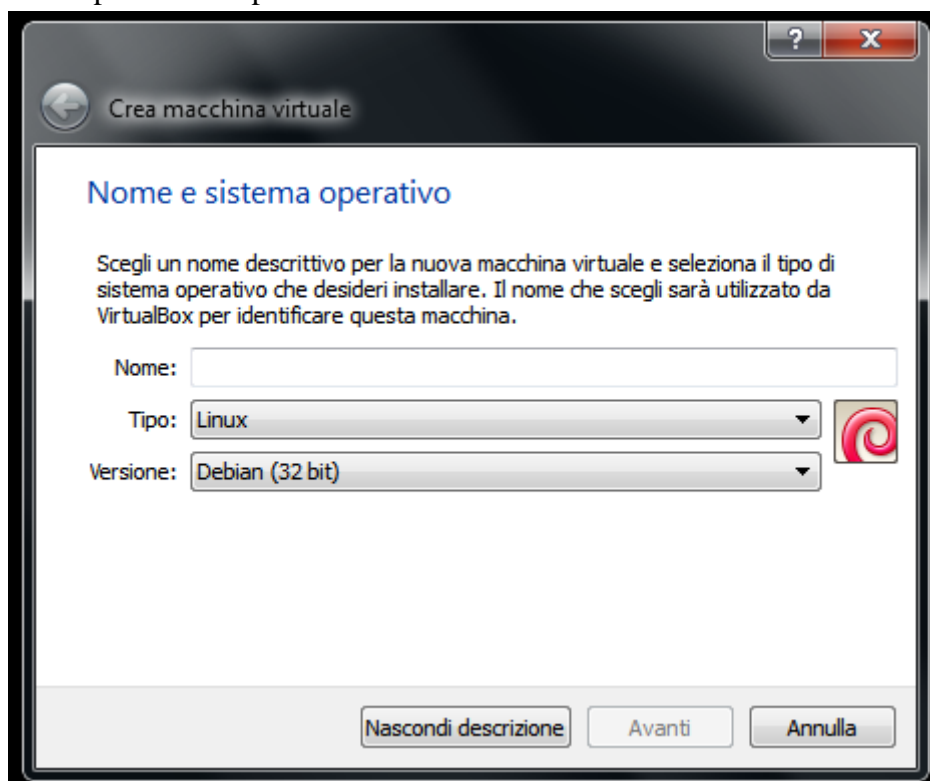 ?
x
Crea macchina virtuale
Nome e sistema operativo
Scegli un nome descrittivo per la nuova macchina virtuale e seleziona il tipo di
sistema operativo che desideri installare. Il nome che scegli sarà utilizzato da
VirtualBox per identificare questa macchina.
Nome:
Tipo: Linux
Versione: Debian (32 bit)
Nascondi descrizione Avanti Annulla